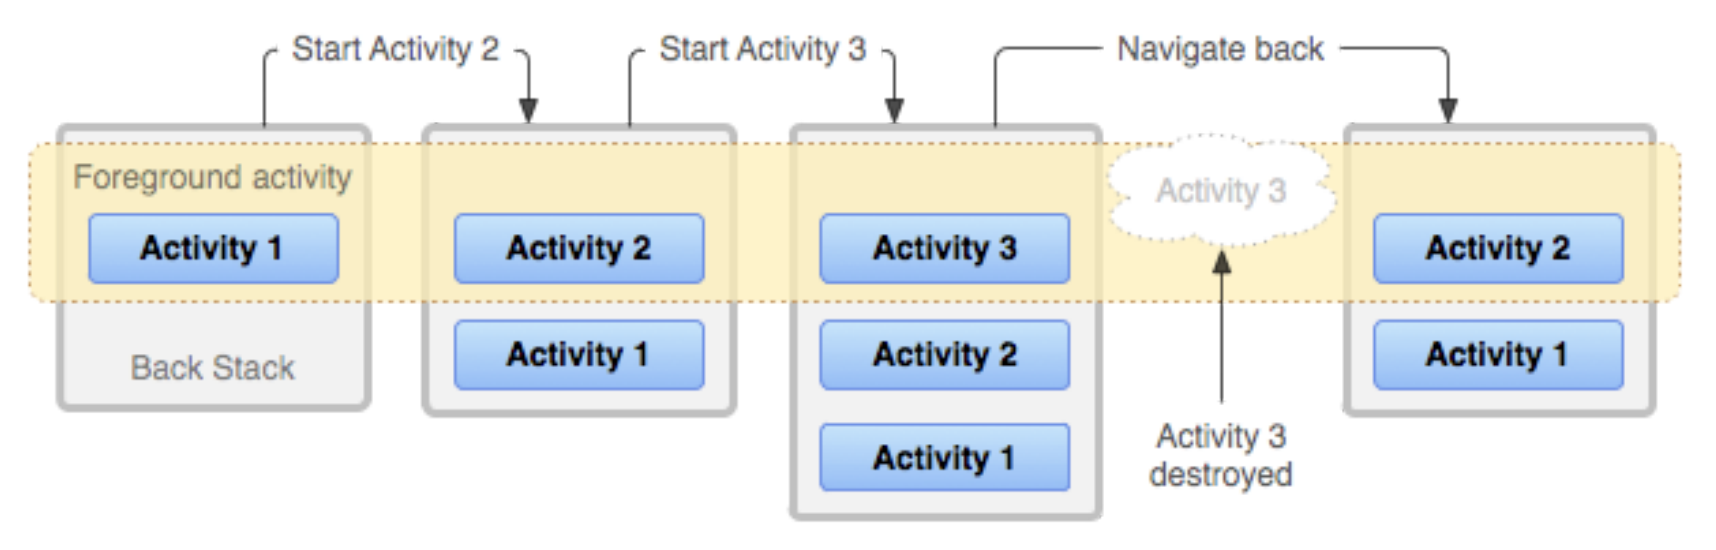 Start Activity 2
Start Activity 3
Navigate back
Foreground activity
Activity 1
Back Stack
Activity 2
Activity 1
Activity 3
Activity 2
Activity 1
Activity 3
Activity 3
destroyed
Activity 2
Activity 1